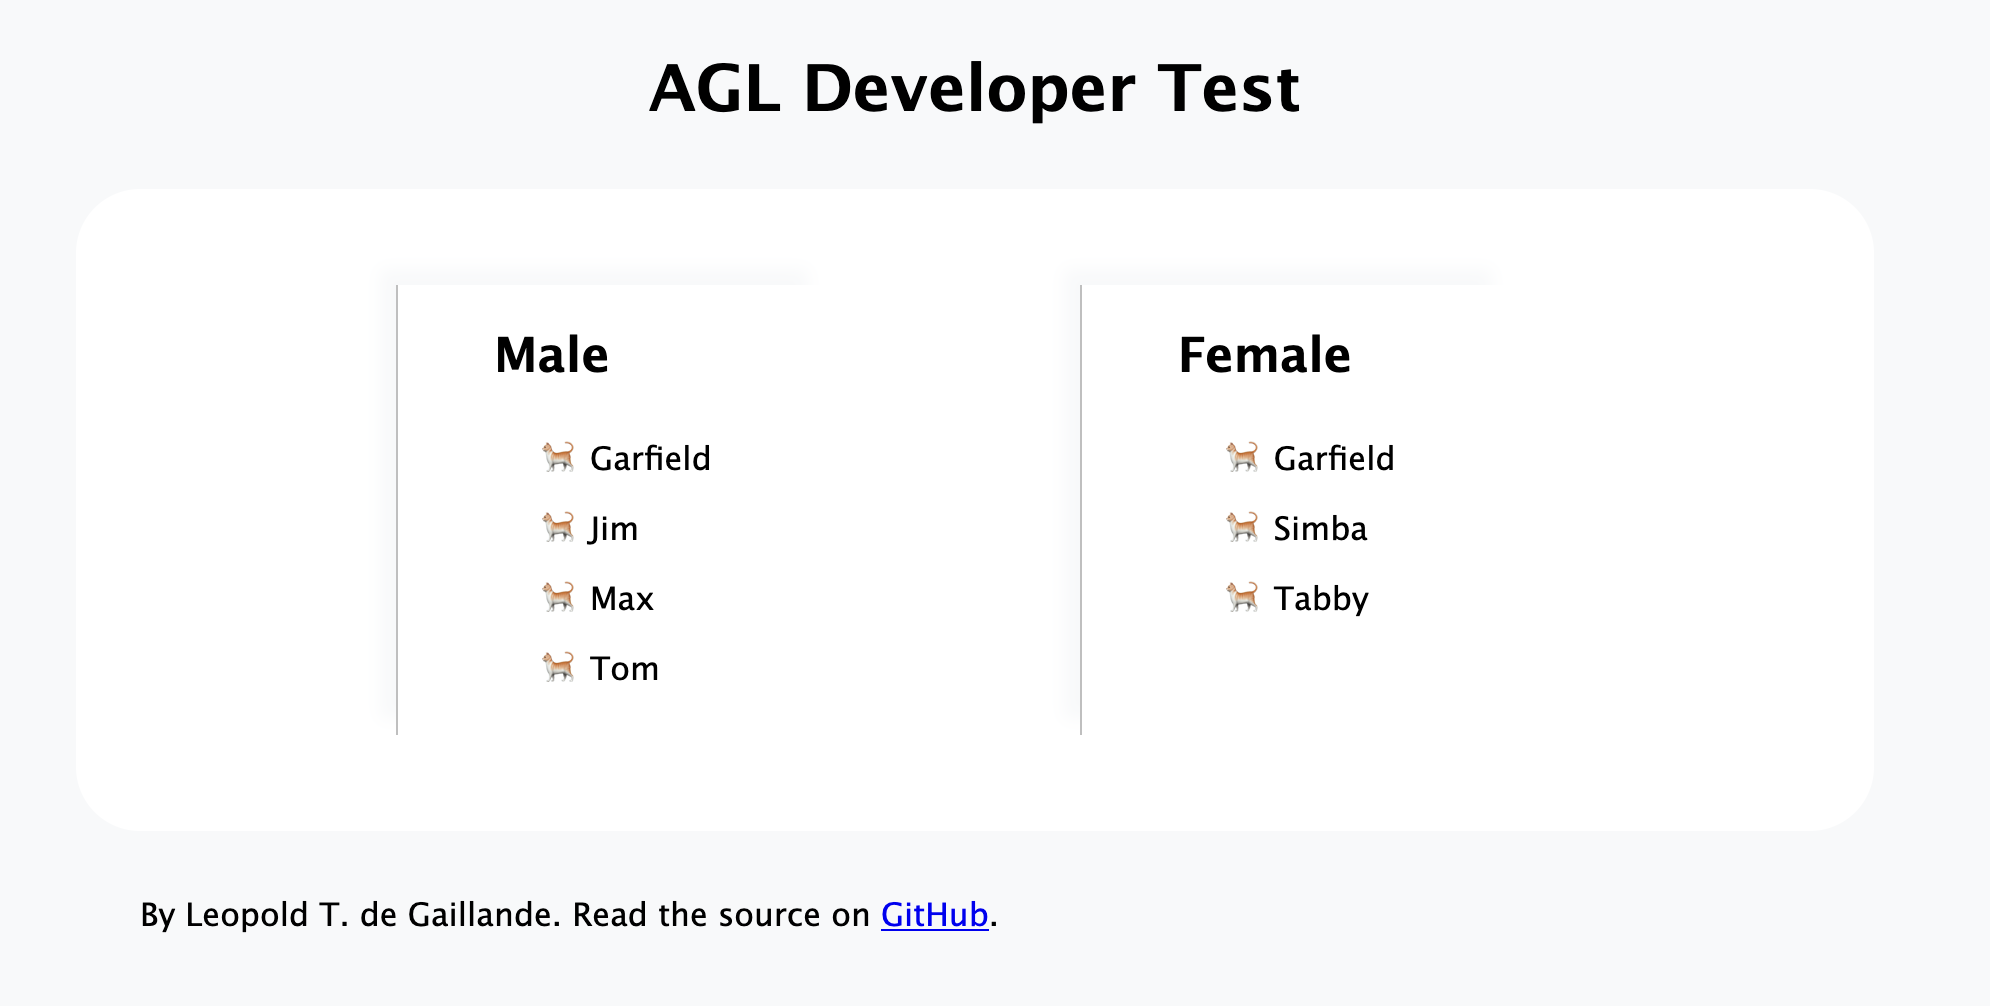 AGL Developer Test
Male
Garfield
Jim
Max
Tom
Female
Garfield
Simba
Tabby
By Leopold T. de Gaillande. Read the source on GitHub.